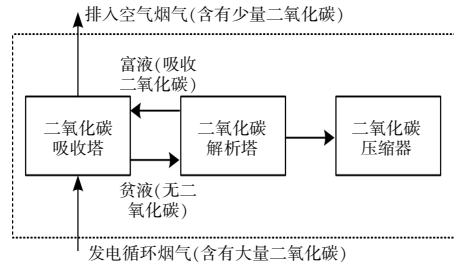 排入空气烟气(含有少量二氧化碳)
富液(吸收
二氧化碳)
二氧化碳
吸收塔
二氧化碳
解析塔
二氧化碳
压缩器
贫液(无二
氧化碳)
发电循环烟气(含有大量二氧化碳)